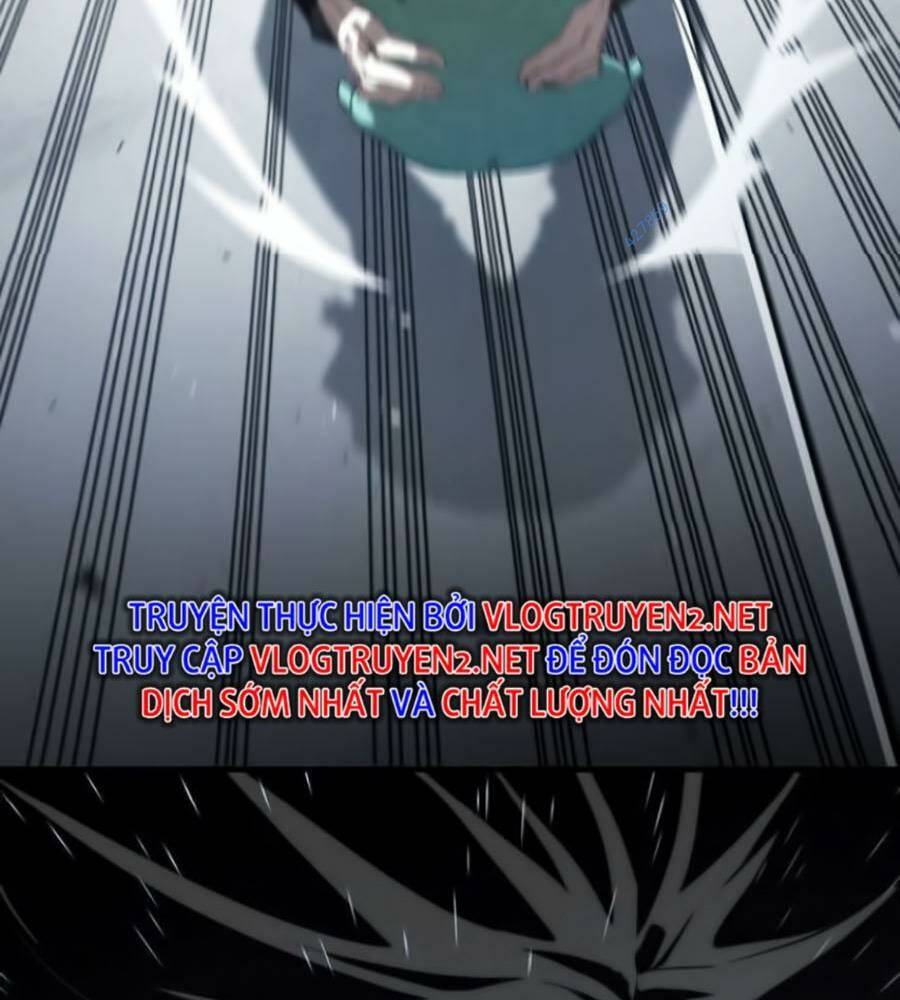 427853
TRUYỆN THỰC HIỆN BỞI VLOGTRUYEN2.NET
TRUY CẬP VLOGTRUYEN2.NET ĐỂ ĐÓN ĐỌC BẢN
DỊCH SỚM NHẤT VÀ CHẤT LƯỢNG NHẤT!!!